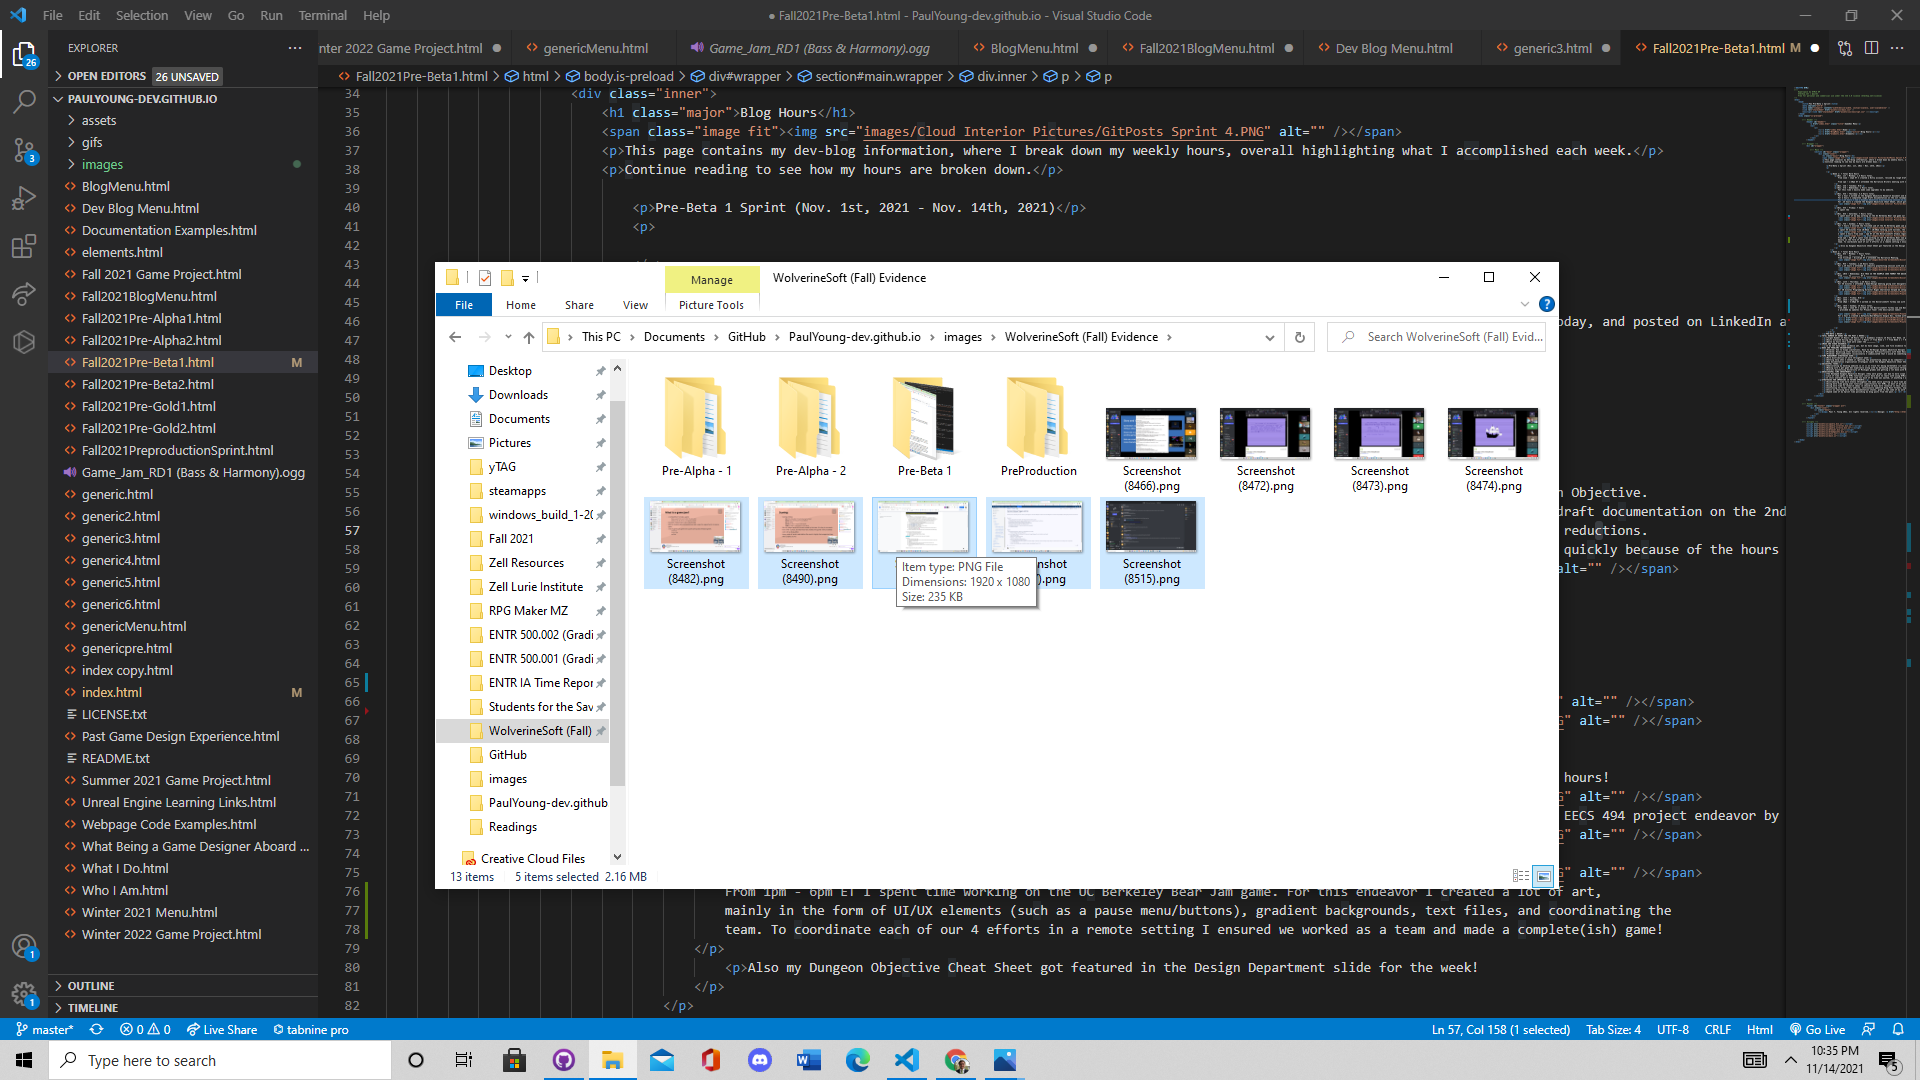 File Edit Selection View Go Run Terminal Help
● Fall2021Pre-Beta1.html - PaulYoung-dev.github.io - Visual Studio Code
EXPLORER
nter 2022 Game Project.html genericMenu.html Game_Jam_RD1 (Bass & Harmony).ogg BlogMenu.html Fall2021BlogMenu.html Dev Blog Menu.html generic3.html Fall2021Pre-Beta1.html M
OPEN EDITORS 26 UNSAVED
Fall2021Pre-Beta1.html > html > body.is-preload > div#wrapper > section#main.wrapper > div.inner > p > p
PAULYOUNG-DEV.GITHUB.IO
assets
gifs
images
BlogMenu.html
Dev Blog Menu.html
Documentation Examples.html
elements.html
Fall 2021 Game Project.html
Fall2021BlogMenu.html
Fall2021Pre-Alpha1.html
Fall2021Pre-Alpha2.html
Fall2021Pre-Beta1.html M
Fall2021Pre-Beta2.html
Fall2021Pre-Gold1.html
Fall2021Pre-Gold2.html
Fall2021PreproductionSprint.html
Game_Jam_RD1 (Bass & Harmony).ogg
generic.html
generic2.html
generic3.html
generic4.html
generic5.html
generic6.html
genericMenu.html
genericpre.html
index copy.html
index.html M
LICENSE.txt
Past Game Design Experience.html
README.txt
Summer 2021 Game Project.html
Unreal Engine Learning Links.html
Webpage Code Examples.html
What Being a Game Designer Aboard ...
What I Do.html
Who I Am.html
Winter 2021 Menu.html
Winter 2022 Game Project.html
OUTLINE
TIMELINE
26
3
1
1
34 <div class="inner">
35 <h1 class="major">Blog Hours</h1>
36 <span class="image fit"><img src="images/Cloud Interior Pictures/GitPosts Sprint 4.PNG" alt="" /></span>
37 <p>This page contains my dev-blog information, where I break down my weekly hours, overall highlighting what I accomplished each week.</p>
38 <p>Continue reading to see how my hours are broken down.</p>
39
40 <p>Pre-Beta 1 Sprint (Nov. 1st, 2021 - Nov. 14th, 2021)</p>
41 <p>
42
43
44
45
46 oday, and posted on LinkedIn a
47
48
49
50
51
52
53
54
55 n Objective.
56 draft documentation on the 2nd
57 reductions.
58 quickly because of the hours
59 alt="" /></span>
60
61
62
63
64
65
66 " alt="" /></span>
67 G" alt="" /></span>
68
69
70 hours!
71 G" alt="" /></span>
72 EECS 494 project endeavor by
73 G" alt="" /></span>
74
75 G" alt="" /></span>
76 From 1pm - 6pm ET I spent time working on the UC Berkeley Bear Jam game. For this endeavor I created a lot of art,
77 mainly in the form of UI/UX elements (such as a pause menu/buttons), gradient backgrounds, text files, and coordinating the
78 team. To coordinate each of our 4 efforts in a remote setting I ensured we worked as a team and made a complete(ish) game!
79 </p>
80 <p>Also my Dungeon Objective Cheat Sheet got featured in the Design Department slide for the week!
81 </p>
82 </p>
Manage
WolverineSoft (Fall) Evidence
File Home Share View Picture Tools
This PC > Documents > GitHub > PaulYoung-dev.github.io > images > WolverineSoft (Fall) Evidence >
Search WolverineSoft (Fall) Evid...
Desktop
Downloads
Documents
Pictures
yTAG
steamapps
windows_build_1-20
Fall 2021
Zell Resources
Zell Lurie Institute
RPG Maker MZ
ENTR 500.002 (Gradi
ENTR 500.001 (Gradi
ENTR IA Time Repor
Students for the Sav
WolverineSoft (Fall)
GitHub
images
PaulYoung-dev.github
Readings
Creative Cloud Files
Pre-Alpha - 1
Pre-Alpha - 2
Pre-Beta 1
PreProduction
Screenshot
(8466).png
Screenshot
(8472).png
Screenshot
(8473).png
Screenshot
(8474).png
Screenshot
(8482).png
Screenshot
(8490).png
nshot
).png
Screenshot
(8515).png
Item type: PNG File
Dimensions: 1920 x 1080
Size: 235 KB
13 items 5 items selected 2.16 MB
master* 0 0 Live Share tabnine pro
Ln 57, Col 158 (1 selected) Tab Size: 4 UTF-8 CRLF Html Go Live
Type here to search
10:35 PM
11/14/2021
5